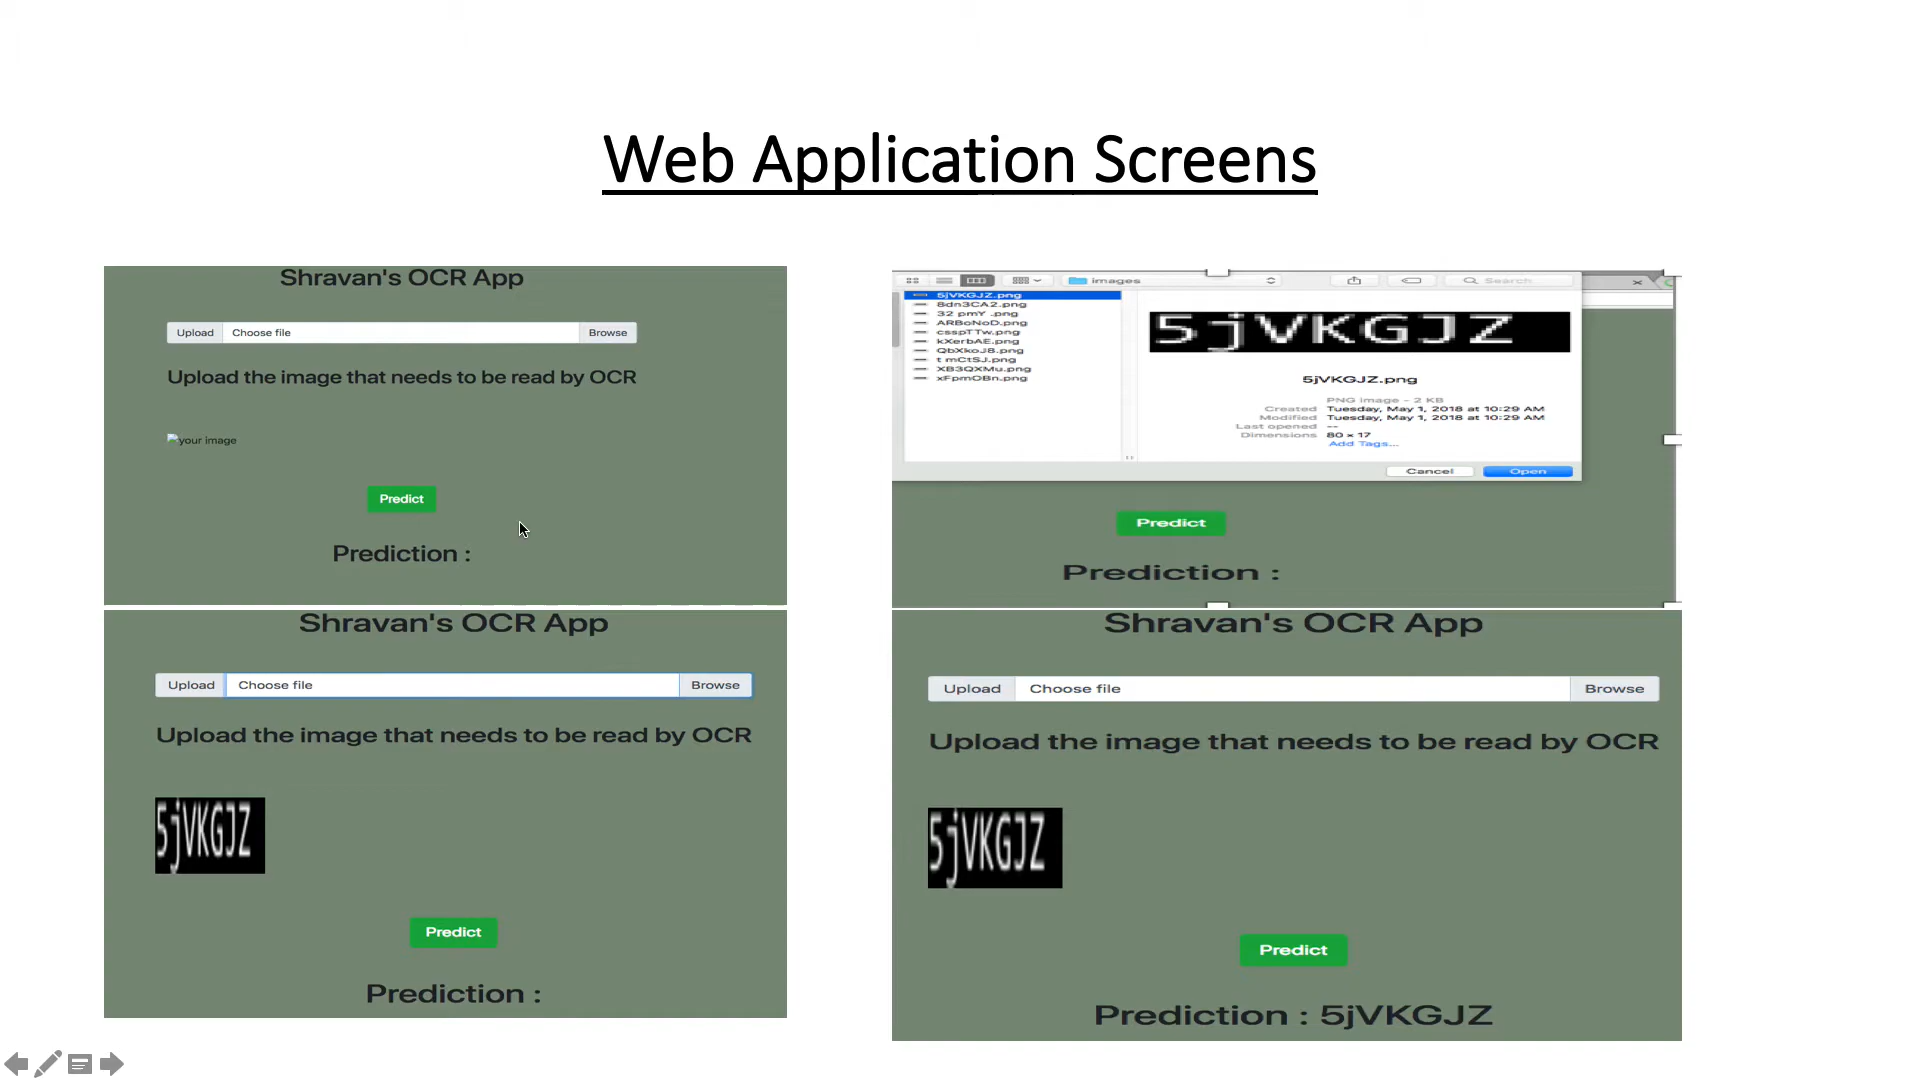 Web Application Screens
Shravan's OCR App
Upload Choose file Browse
Upload the image that needs to be read by OCR
your image
Predict
Prediction :
images
Search
5jVKGJZ.png
8dn3CA2.png
32 pmY .png
ARBoNoD.png
csspTTw.png
kXerbAE.png
QbXkoJ8.png
t mCtSJ.png
XB3QXMu.png
xFpmOBn.png
5jVKGJZ
5jVKGJZ.png
PNG image - 2 KB
Created Tuesday, May 1, 2018 at 10:29 AM
Modified Tuesday, May 1, 2018 at 10:29 AM
Last opened --
Dimensions 80 × 17
Add Tags...
Cancel Open
Predict
Prediction :
Shravan's OCR App
Upload Choose file Browse
Upload the image that needs to be read by OCR
5jVKGJZ
Predict
Prediction :
Shravan's OCR App
Upload Choose file Browse
Upload the image that needs to be read by OCR
5jVKGJZ
Predict
Prediction : 5jVKGJZ